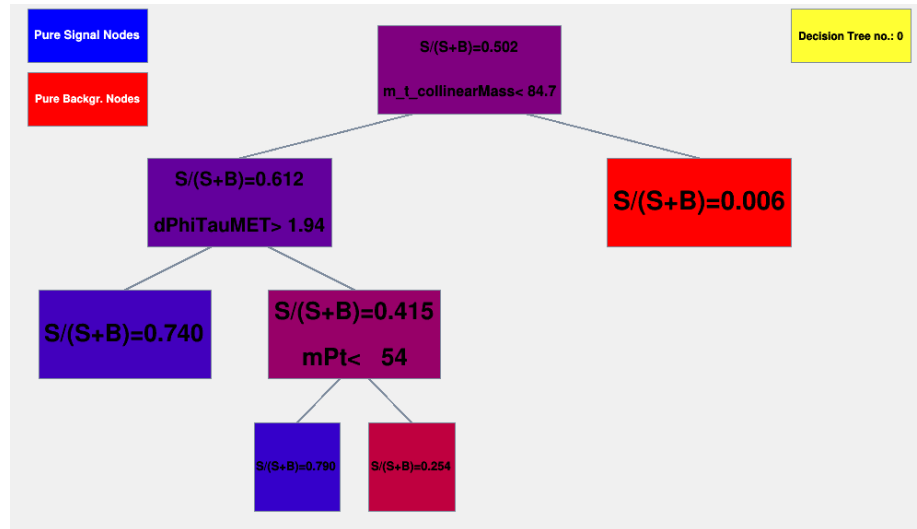 Pure Signal Nodes
Pure Backgr. Nodes
Decision Tree no.: 0
S/(S+B)=0.502
m_t_collinearMass< 84.7
S/(S+B)=0.612
dPhiTauMET> 1.94
S/(S+B)=0.006
S/(S+B)=0.740
S/(S+B)=0.415
mPt< 54
S/(S+B)=0.790
S/(S+B)=0.254